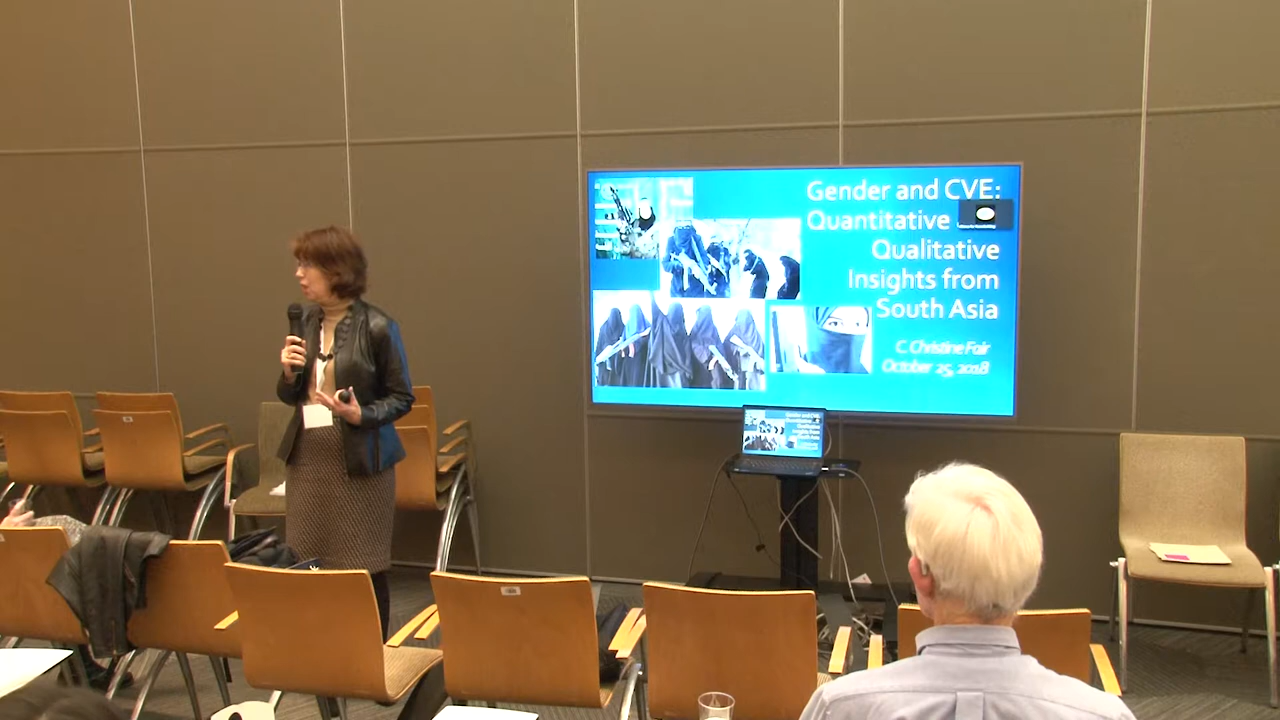 Gender and CVE:
Quantitative
Qualitative
Insights from
South Asia
C. Christine Fair
October 25, 2018